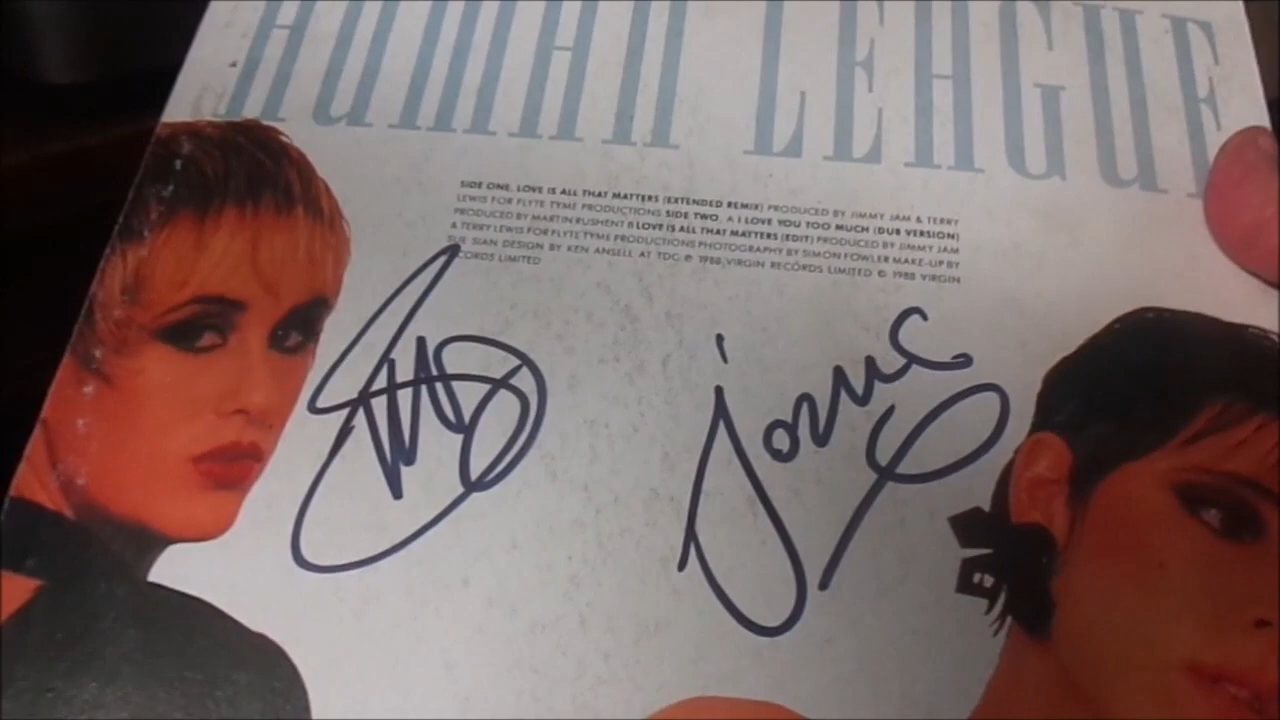 HUMAN LEAGUE
SIDE ONE. LOVE IS ALL THAT MATTERS (EXTENDED REMIX) PRODUCED BY JIMMY JAM & TERRY
LEWIS FOR FLYTE TYME PRODUCTIONS SIDE TWO. A I LOVE YOU TOO MUCH (DUB VERSION)
PRODUCED BY MARTIN RUSHENT B LOVE IS ALL THAT MATTERS (EDIT) PRODUCED BY JIMMY JAM
& TERRY LEWIS FOR FLYTE TYME PRODUCTIONS PHOTOGRAPHY BY SIMON FOWLER MAKE-UP BY
SUE SIAN DESIGN BY KEN ANSELL AT TDC ℗ 1988 VIRGIN RECORDS LIMITED © 1988 VIRGIN
RECORDS LIMITED